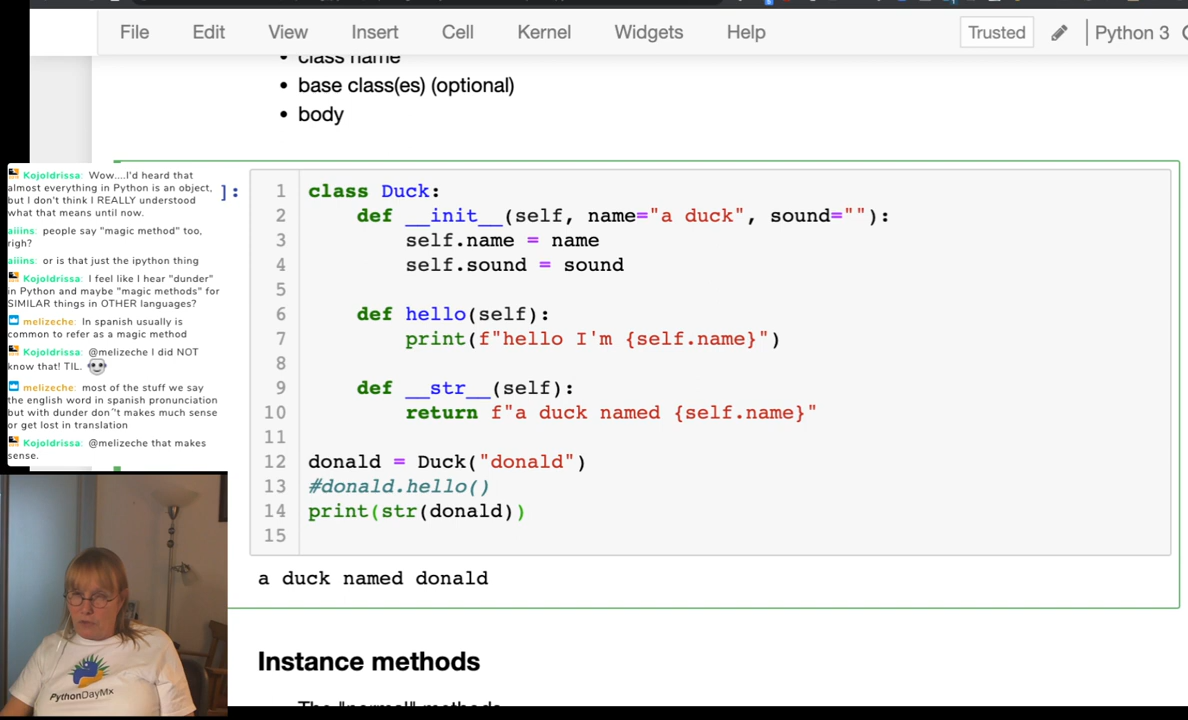 File Edit View Insert Cell Kernel Widgets Help Trusted Python 3
• class name
• base class(es) (optional)
• body
Kojoldrissa: Wow....I'd heard that
almost everything in Python is an object,
but I don't think I REALLY understood
what that means until now.
aiiins: people say "magic method" too,
righ?
aiiins: or is that just the ipython thing
Kojoldrissa: I feel like I hear "dunder"
in Python and maybe "magic methods" for
SIMILAR things in OTHER languages?
melizeche: In spanish usually is
common to refer as a magic method
Kojoldrissa: @melizeche I did NOT
know that! TIL.
melizeche: most of the stuff we say
the english word in spanish pronunciation
but with dunder don´'t makes much sense
or get lost in translation
Kojoldrissa: @melizeche that makes
sense.
]:
1 class Duck:
2     def __init__(self, name="a duck", sound=""):
3         self.name = name
4         self.sound = sound
5
6     def hello(self):
7         print(f"hello I'm {self.name}")
8
9     def __str__(self):
10         return f"a duck named {self.name}"
11
12 donald = Duck("donald")
13 #donald.hello()
14 print(str(donald))
15
a duck named donald
PythonDayMx
Instance methods
The "normal" methods